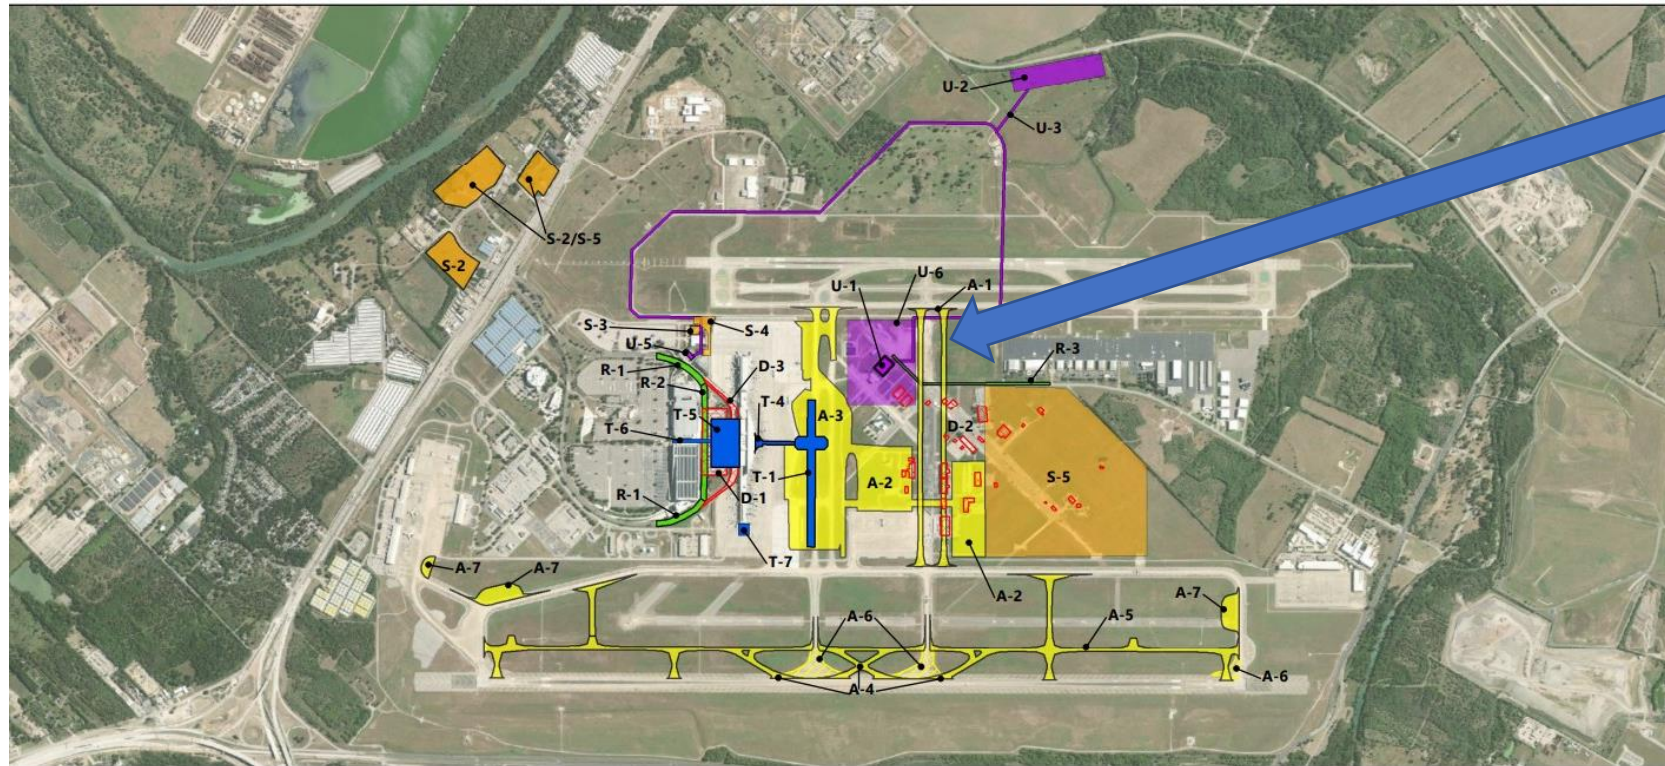 U-2
U-3
S-2/S-5
S-2
U-6
U-1
A-1
S-3
S-4
U-5
R-1
D-3
R-3
R-2
T-4
T-5
A-3
T-6
D-2
T-1
S-5
A-2
R-1
D-1
T-7
A-7
A-7
A-2
A-7
A-6
A-5
A-4
A-6